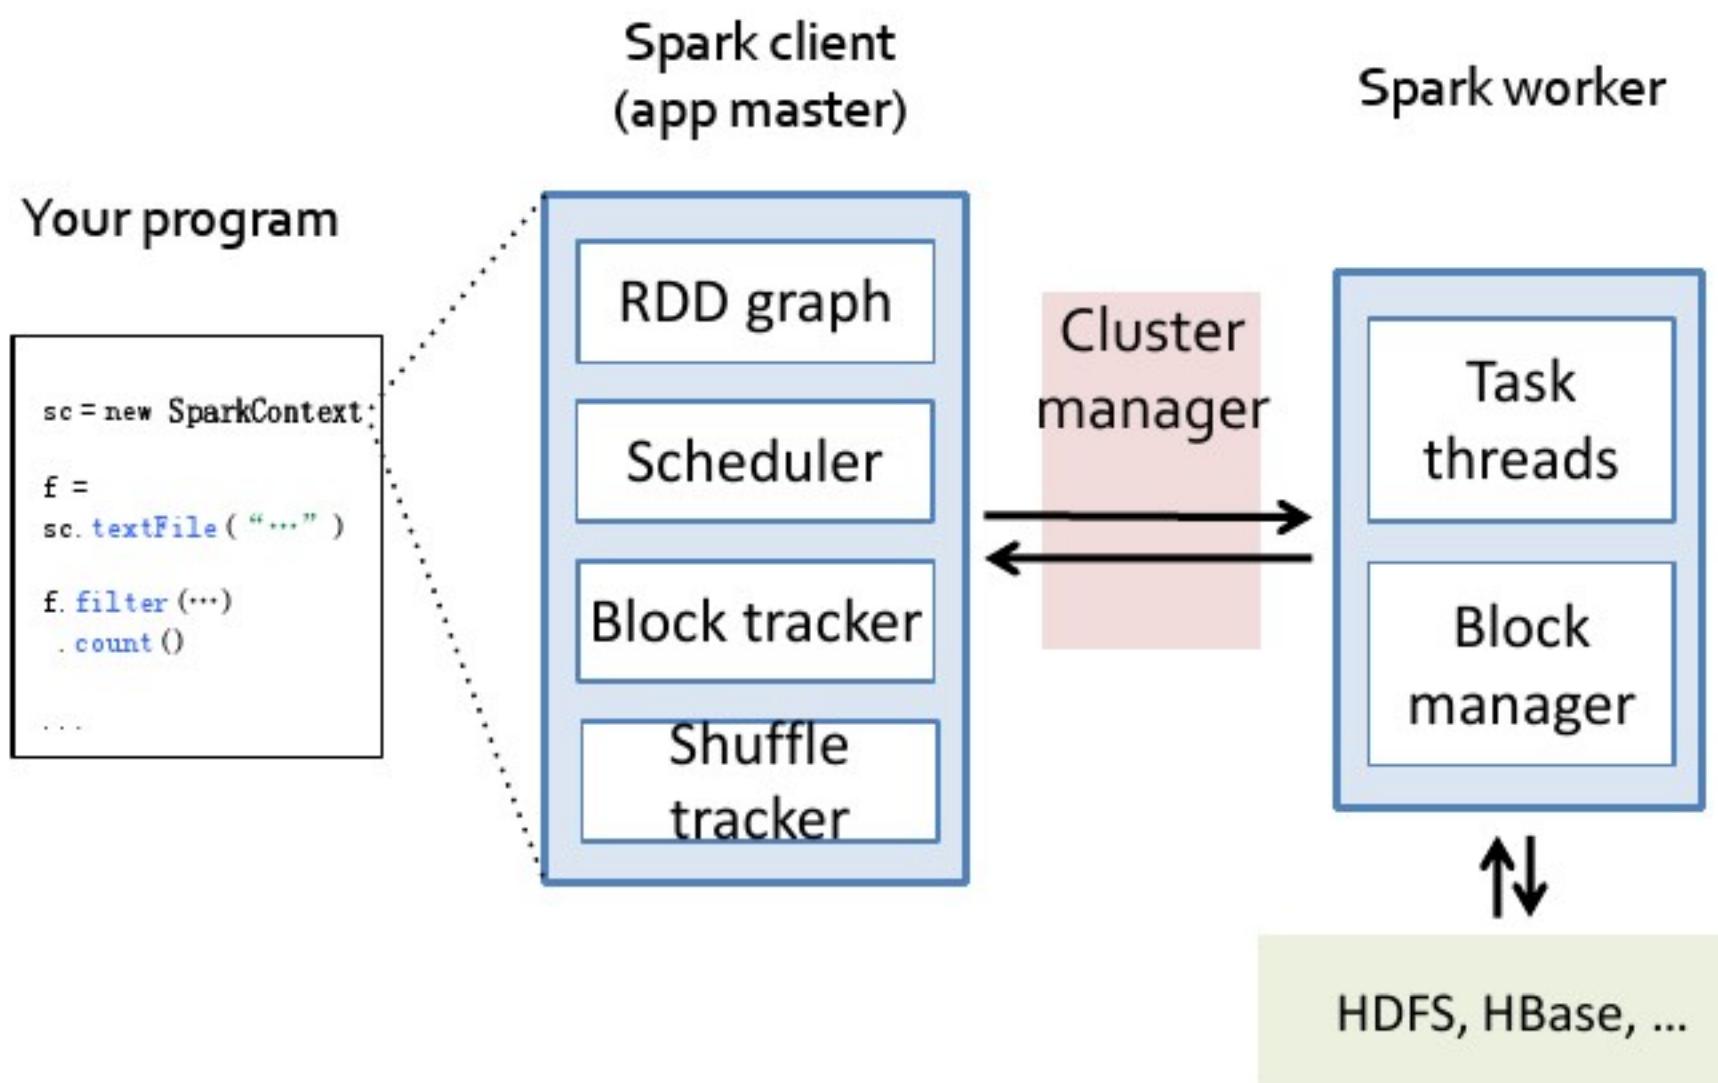 Your program
sc = new SparkContext
f =
sc.textFile(“…”)
f.filter(…)
.count()
...
Spark client
(app master)
RDD graph
Scheduler
Block tracker
Shuffle
tracker
Cluster
manager
Spark worker
Task
threads
Block
manager
HDFS, HBase, …